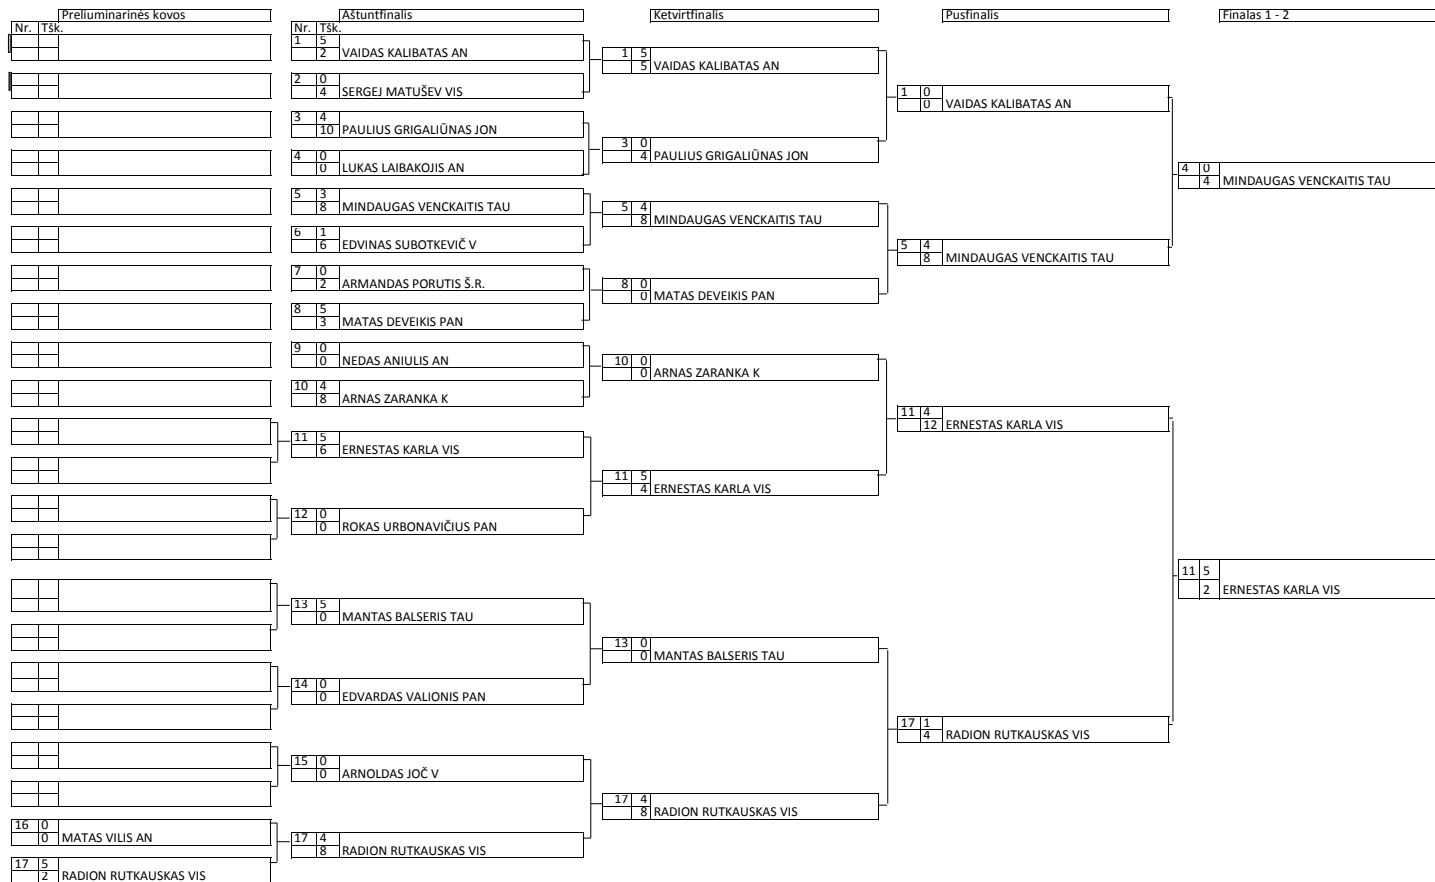 Preliuminarinės kovos
Nr. Tšk.
16 0
0 MATAS VILIS AN
17 5
2 RADION RUTKAUSKAS VIS
Aštuntfinalis
Nr. Tšk.
1 5
2 VAIDAS KALIBATAS AN
2 0
4 SERGEJ MATUŠEV VIS
3 4
10 PAULIUS GRIGALIŪNAS JON
4 0
0 LUKAS LAIBAKOJIS AN
5 3
8 MINDAUGAS VENCKAITIS TAU
6 1
6 EDVINAS SUBOTKEVIČ V
7 0
2 ARMANDAS PORUTIS Š.R.
8 5
3 MATAS DEVEIKIS PAN
9 0
0 NEDAS ANIULIS AN
10 4
8 ARNAS ZARANKA K
11 5
6 ERNESTAS KARLA VIS
12 0
0 ROKAS URBONAVIČIUS PAN
13 5
0 MANTAS BALSERIS TAU
14 0
0 EDVARDAS VALIONIS PAN
15 0
0 ARNOLDAS JOČ V
17 4
8 RADION RUTKAUSKAS VIS
Ketvirtfinalis
1 5
5 VAIDAS KALIBATAS AN
3 0
4 PAULIUS GRIGALIŪNAS JON
5 4
8 MINDAUGAS VENCKAITIS TAU
8 0
0 MATAS DEVEIKIS PAN
10 0
0 ARNAS ZARANKA K
11 5
4 ERNESTAS KARLA VIS
13 0
0 MANTAS BALSERIS TAU
17 4
8 RADION RUTKAUSKAS VIS
Pusfinalis
1 0
0 VAIDAS KALIBATAS AN
5 4
8 MINDAUGAS VENCKAITIS TAU
11 4
12 ERNESTAS KARLA VIS
17 1
4 RADION RUTKAUSKAS VIS
Finalas 1 - 2
4 0
4 MINDAUGAS VENCKAITIS TAU
11 5
2 ERNESTAS KARLA VIS